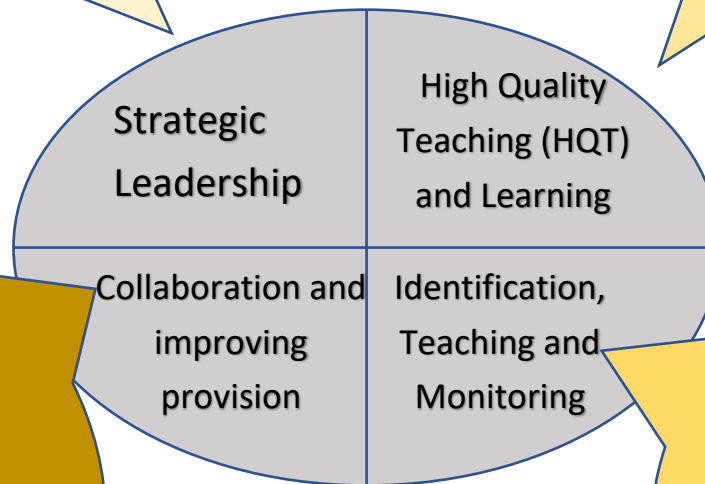 Strategic
Leadership
High Quality
Teaching (HQT)
and Learning
Collaboration and
improving
provision
Identification,
Teaching and
Monitoring